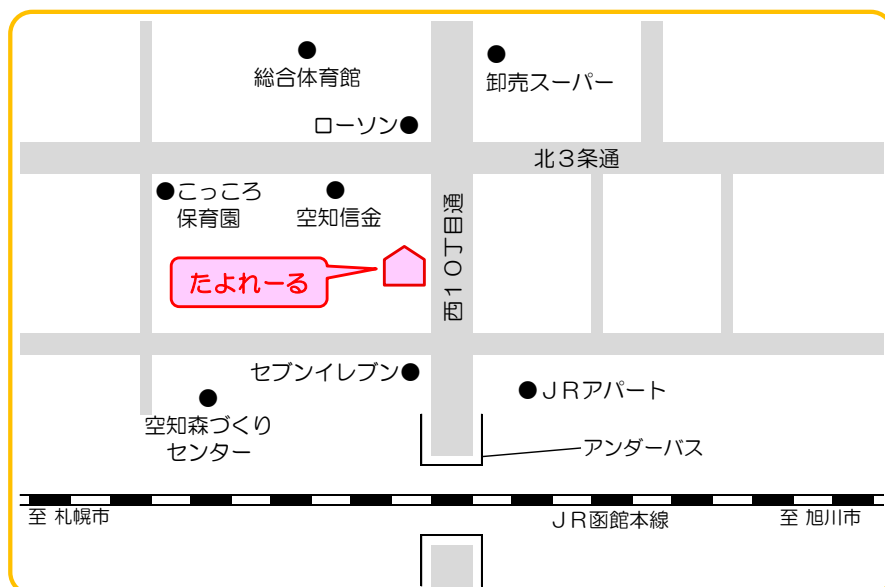 総合体育館
卸売スーパー
ローソン
北3条通
こっころ
保育園
空知信金
西10丁目通
たよれーる
セブンイレブン
JRアパート
空知森づくり
センター
アンダーパス
至 札幌市
JR函館本線
至 旭川市